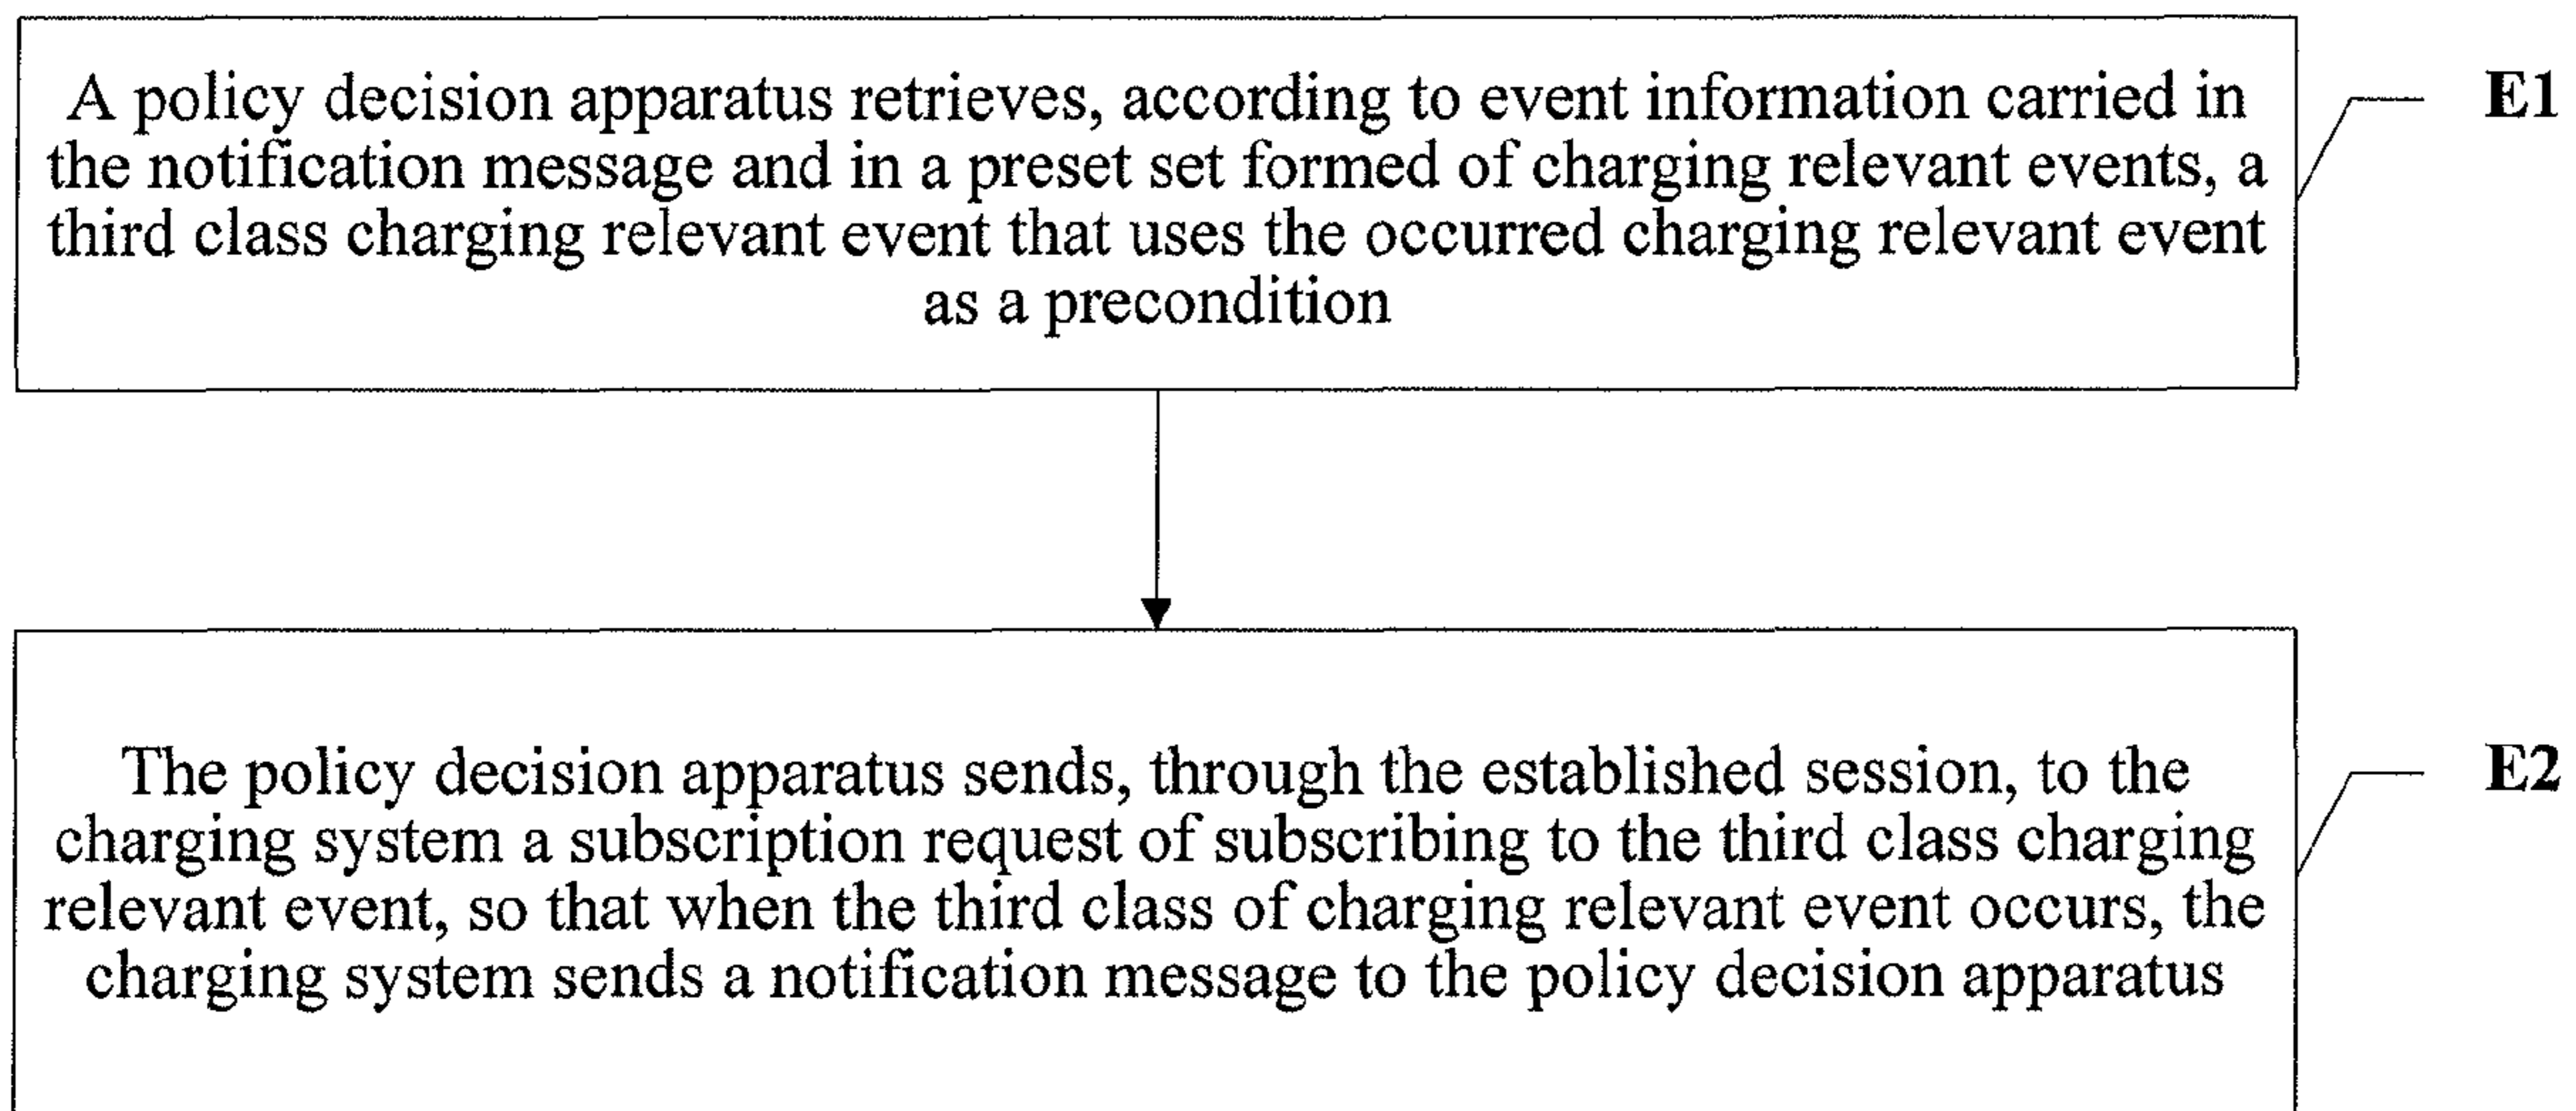 A policy decision apparatus retrieves, according to event information carried in
the notification message and in a preset set formed of charging relevant events, a
third class charging relevant event that uses the occurred charging relevant event
as a precondition
E1
The policy decision apparatus sends, through the established session, to the
charging system a subscription request of subscribing to the third class charging
relevant event, so that when the third class of charging relevant event occurs, the
charging system sends a notification message to the policy decision apparatus
E2